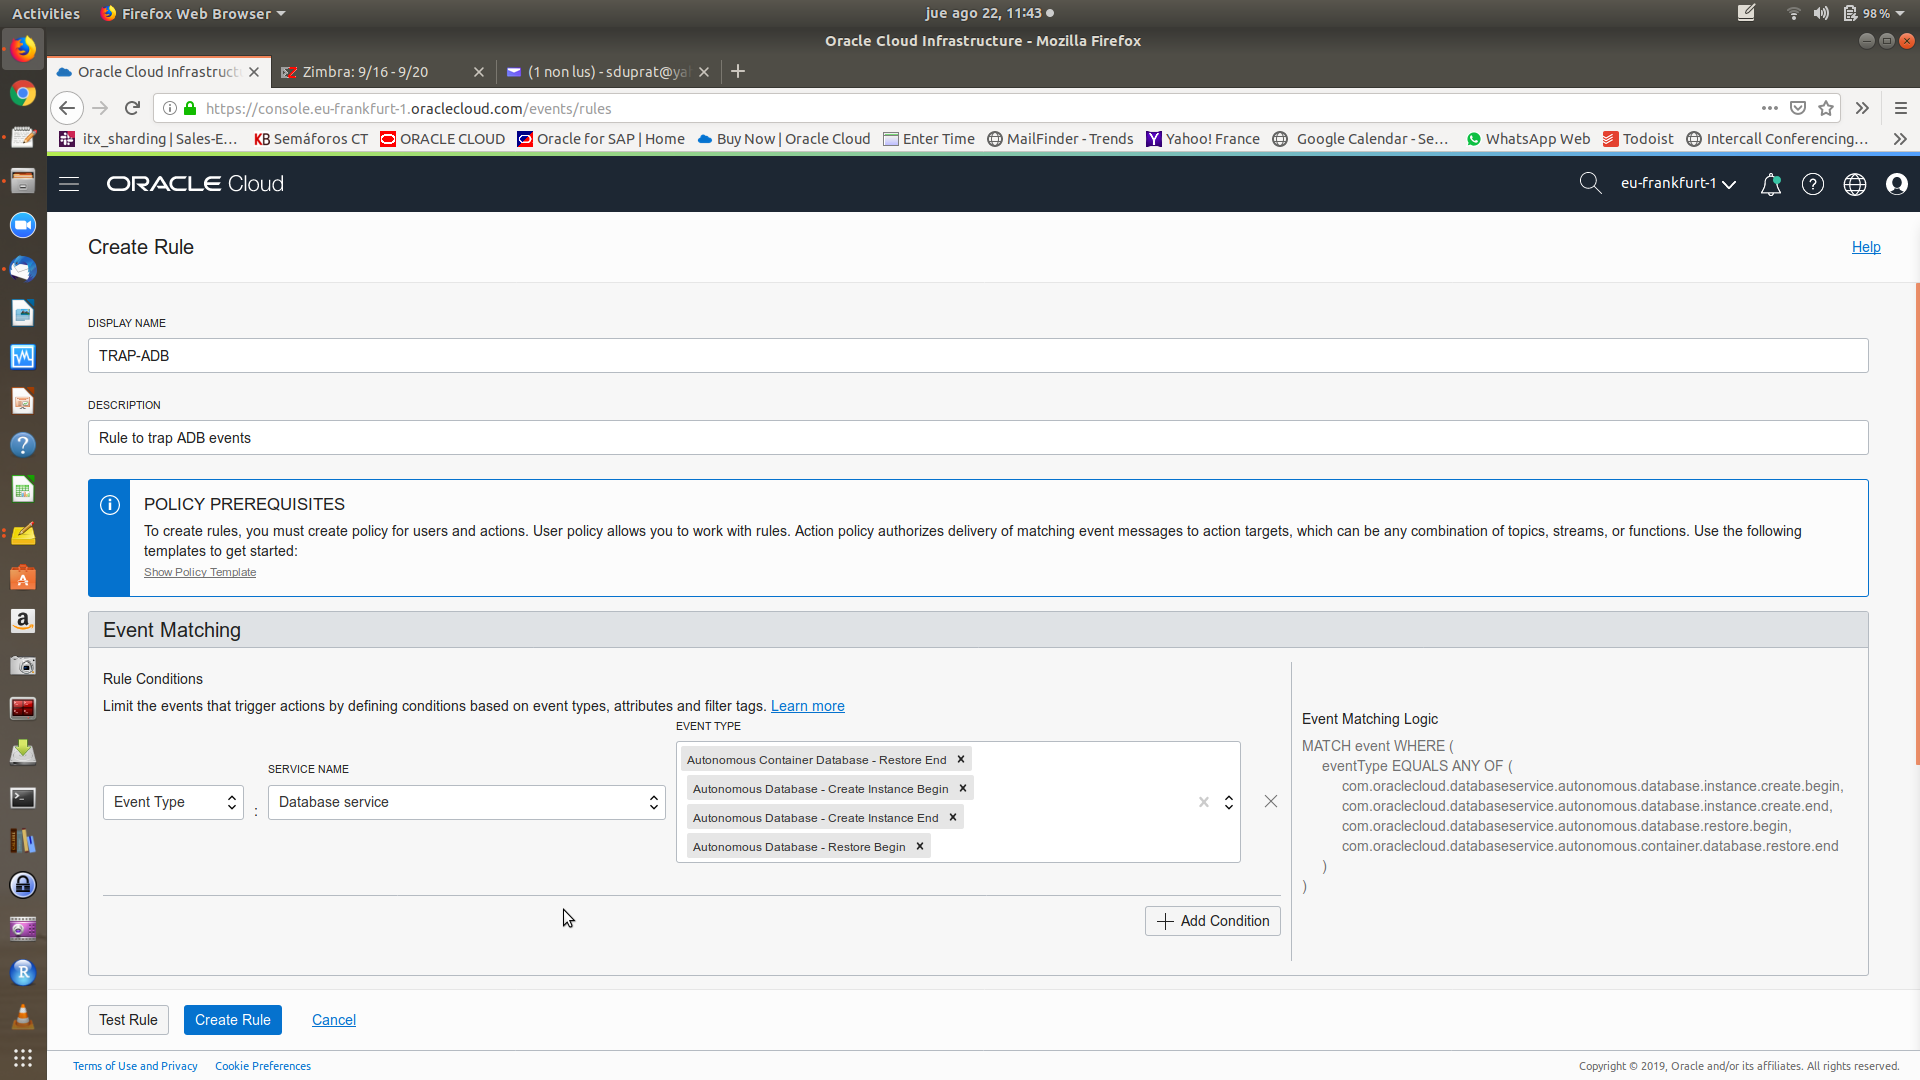 Activities
Firefox Web Browser
jue ago 22, 11:43
98 %
Oracle Cloud Infrastructure - Mozilla Firefox
Oracle Cloud Infrastruct
Zimbra: 9/16 - 9/20
(1 non lus) - sduprat@ya
https://console.eu-frankfurt-1.oraclecloud.com/events/rules
itx_sharding | Sales-E…
KB Semáforos CT
ORACLE CLOUD
Oracle for SAP | Home
Buy Now | Oracle Cloud
Enter Time
MailFinder - Trends
Yahoo! France
Google Calendar - Se…
WhatsApp Web
Todoist
Intercall Conferencing…
ORACLE Cloud
eu-frankfurt-1
Create Rule
Help
DISPLAY NAME
TRAP-ADB
DESCRIPTION
Rule to trap ADB events
POLICY PREREQUISITES
To create rules, you must create policy for users and actions. User policy allows you to work with rules. Action policy authorizes delivery of matching event messages to action targets, which can be any combination of topics, streams, or functions. Use the following
templates to get started:
Show Policy Template
Event Matching
Rule Conditions
Limit the events that trigger actions by defining conditions based on event types, attributes and filter tags. Learn more
EVENT TYPE
SERVICE NAME
Event Type
:
Database service
Autonomous Container Database - Restore End
Autonomous Database - Create Instance Begin
Autonomous Database - Create Instance End
Autonomous Database - Restore Begin
Add Condition
Event Matching Logic
MATCH event WHERE (
eventType EQUALS ANY OF (
com.oraclecloud.databaseservice.autonomous.database.instance.create.begin,
com.oraclecloud.databaseservice.autonomous.database.instance.create.end,
com.oraclecloud.databaseservice.autonomous.database.restore.begin,
com.oraclecloud.databaseservice.autonomous.container.database.restore.end
)
)
Test Rule
Create Rule
Cancel
Terms of Use and Privacy
Cookie Preferences
Copyright © 2019, Oracle and/or its affiliates. All rights reserved.